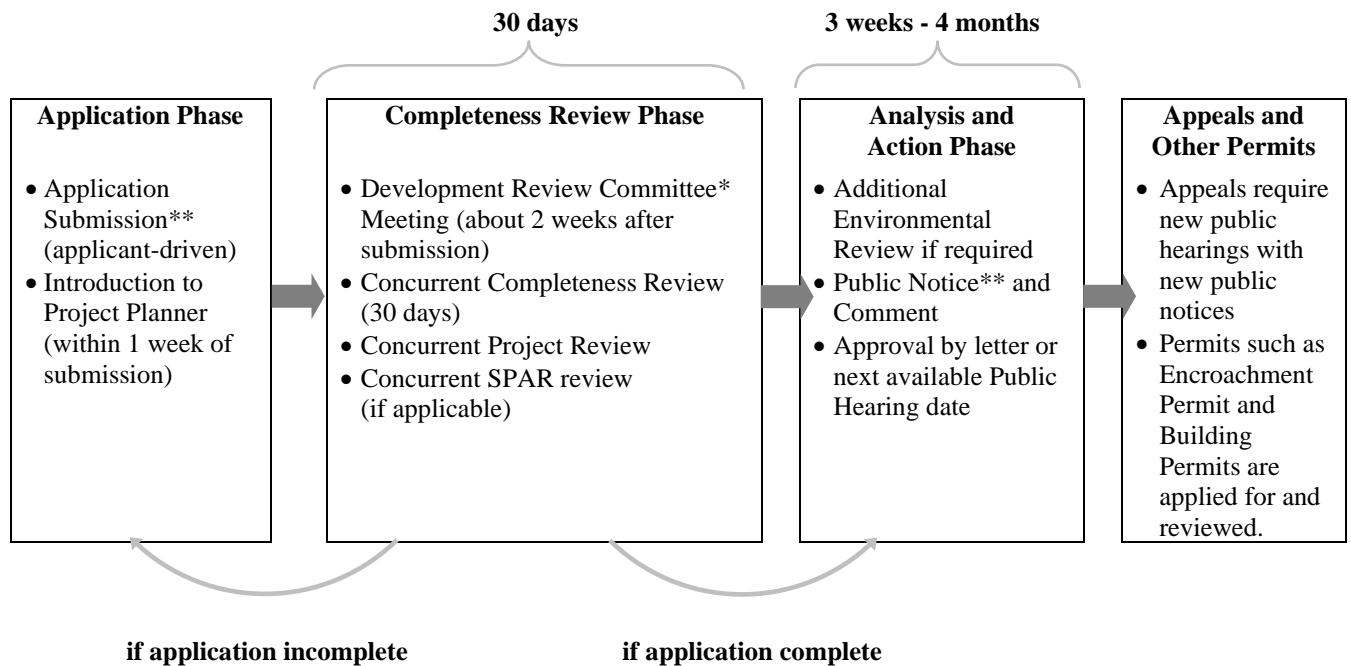 30 days
3 weeks - 4 months
Application Phase
• Application
Submission**
(applicant-driven)
• Introduction to
Project Planner
(within 1 week of
submission)
Completeness Review Phase
• Development Review Committee*
Meeting (about 2 weeks after
submission)
• Concurrent Completeness Review
(30 days)
• Concurrent Project Review
• Concurrent SPAR review
(if applicable)
Analysis and
Action Phase
• Additional
Environmental
Review if required
• Public Notice** and
Comment
• Approval by letter or
next available Public
Hearing date
Appeals and
Other Permits
• Appeals require
new public
hearings with
new public
notices
• Permits such as
Encroachment
Permit and
Building
Permits are
applied for and
reviewed.
if application incomplete
if application complete